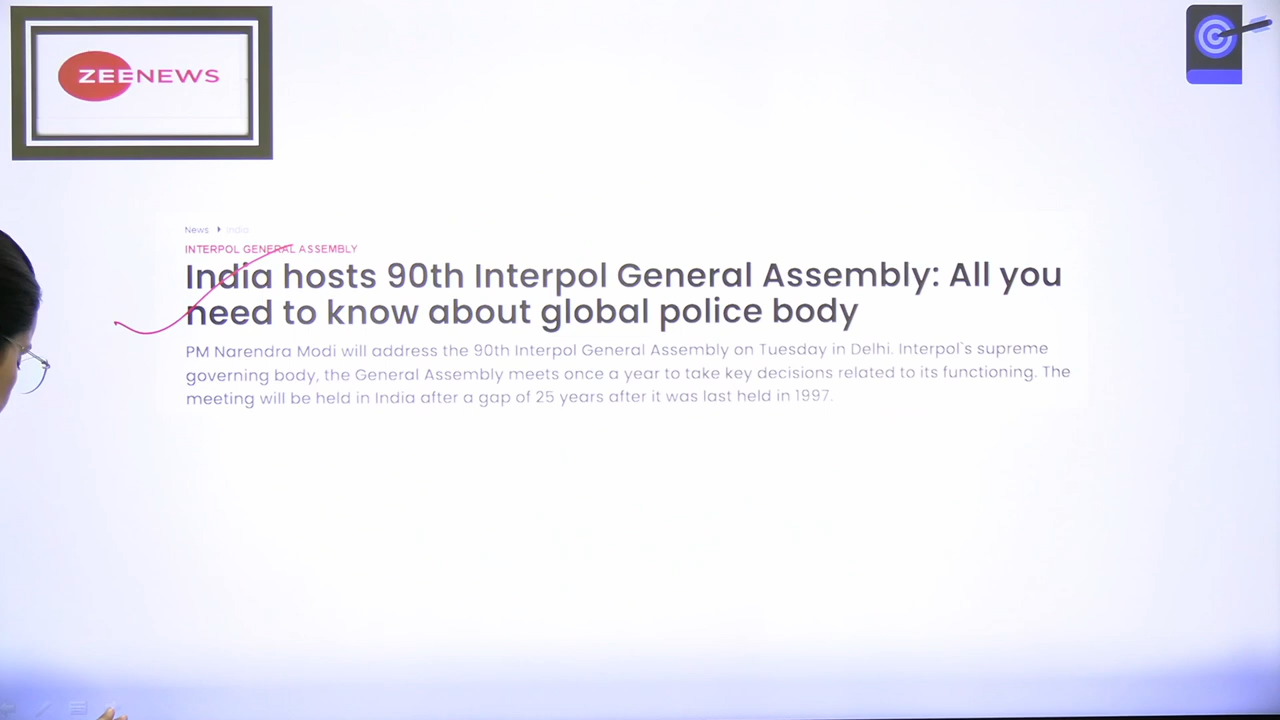 ZEENEWS
News
India
INTERPOL GENERAL ASSEMBLY
India hosts 90th Interpol General Assembly: All you
need to know about global police body
PM Narendra Modi will address the 90th Interpol General Assembly on Tuesday in Delhi. Interpol`s supreme
governing body, the General Assembly meets once a year to take key decisions related to its functioning. The
meeting will be held in India after a gap of 25 years after it was last held in 1997.